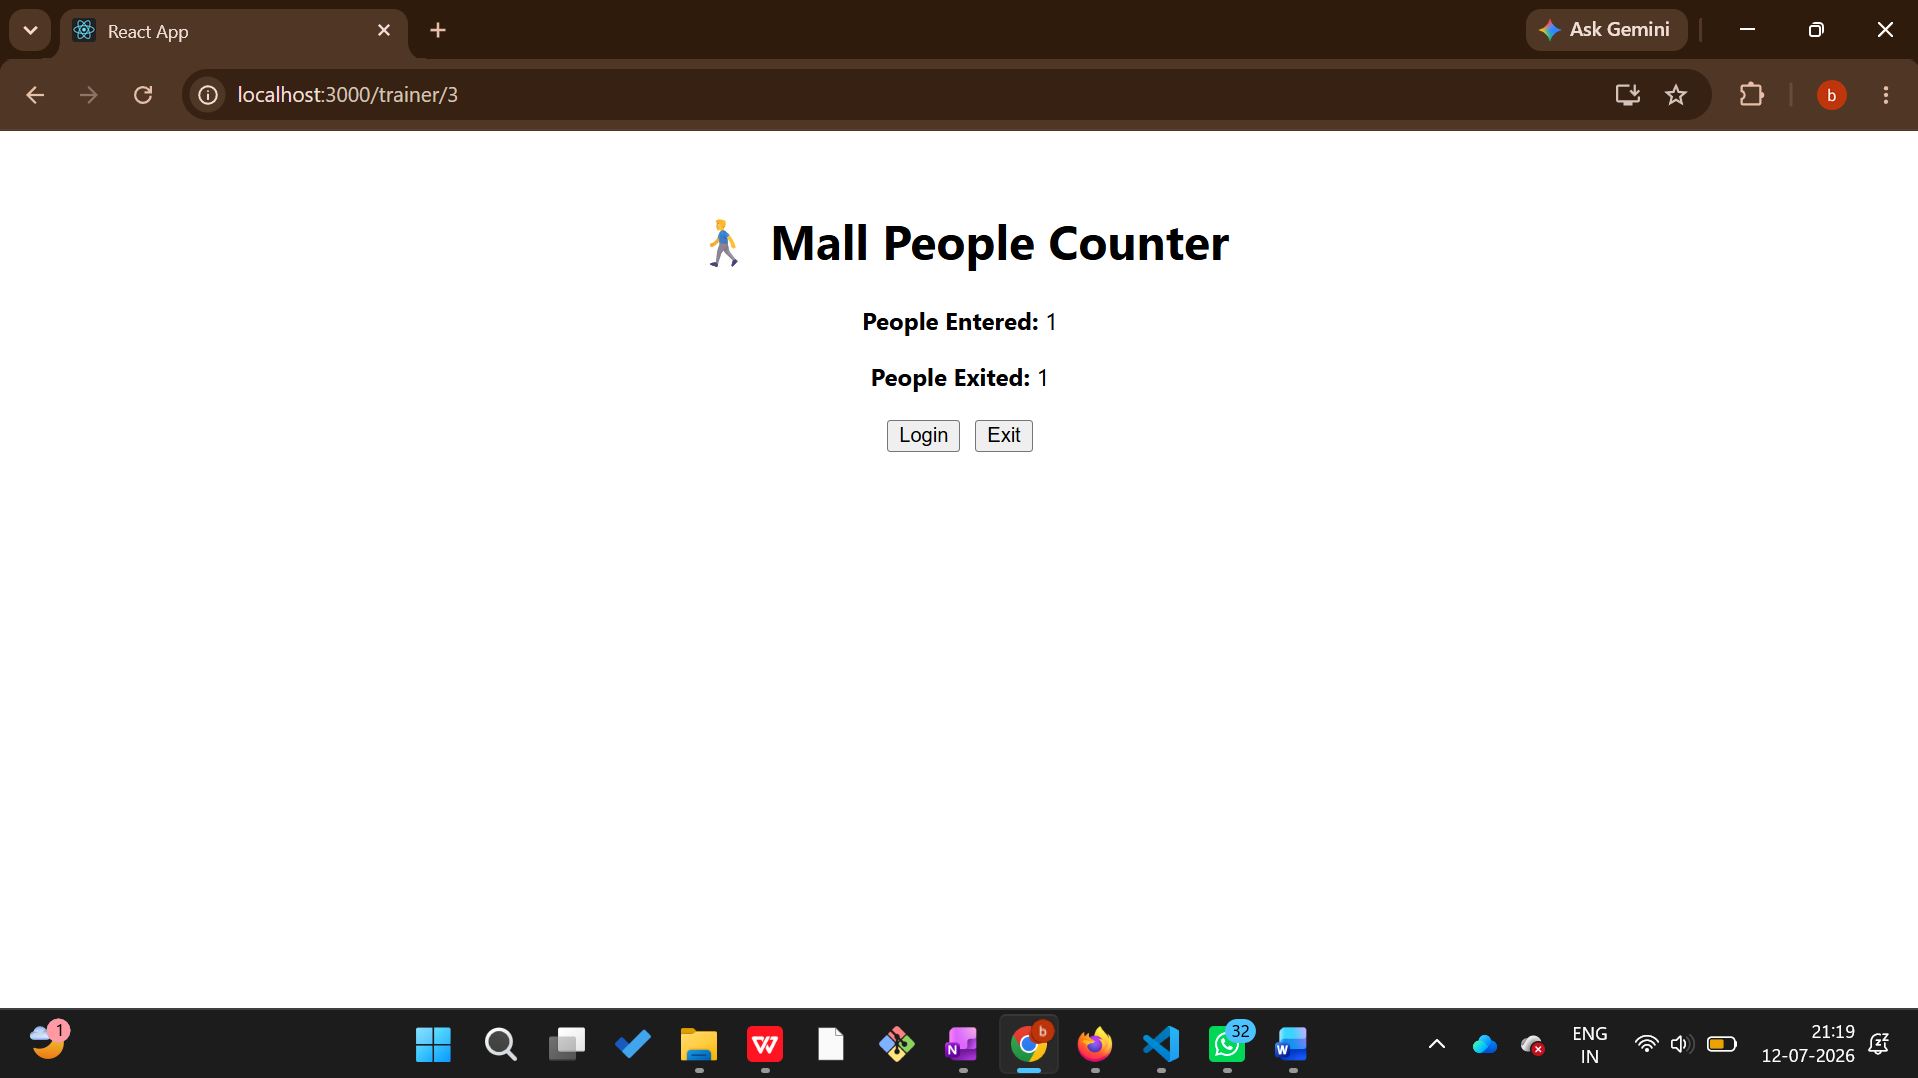 React App
Ask Gemini
localhost:3000/trainer/3
b
Mall People Counter
People Entered: 1
People Exited: 1
Login Exit
1
b
32
ENG
IN
21:19
12-07-2026